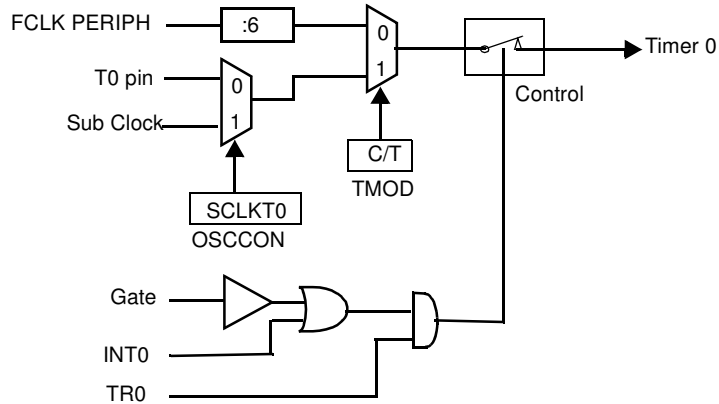 FCLK PERIPH
:6
0
Timer 0
T0 pin
0
1
Control
Sub Clock
1
C/T
TMOD
SCLKT0
OSCCON
Gate
INT0
TR0